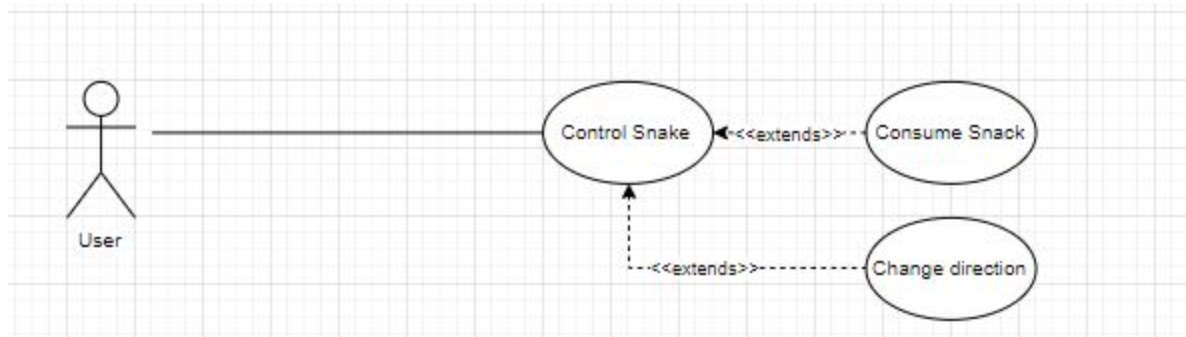 Control Snake
<<extends>>
Consume Snack
User
<<extends>>
Change direction